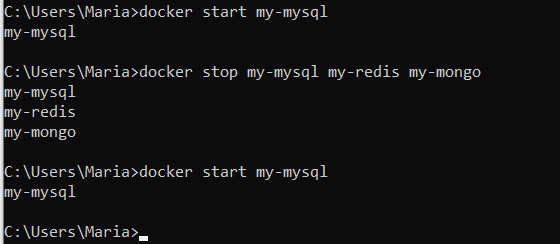 C:\Users\Maria>docker start my-mysql
my-mysql
C:\Users\Maria>docker stop my-mysql my-redis my-mongo
my-mysql
my-redis
my-mongo
C:\Users\Maria>docker start my-mysql
my-mysql
C:\Users\Maria>